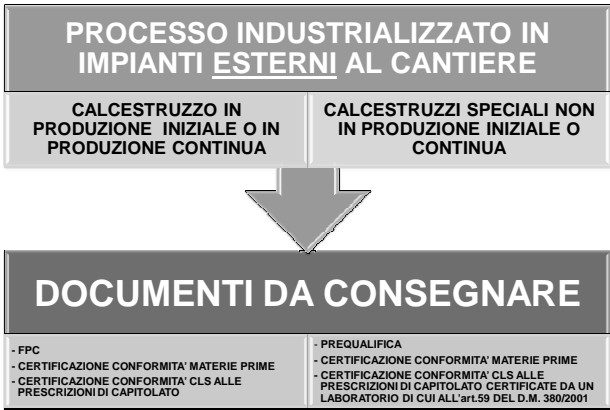 PROCESSO INDUSTRIALIZZATO IN
IMPIANTI ESTERNI AL CANTIERE
CALCESTRUZZO IN
PRODUZIONE INIZIALE O IN
PRODUZIONE CONTINUA
CALCESTRUZZI SPECIALI NON
IN PRODUZIONE INIZIALE O
CONTINUA
DOCUMENTI DA CONSEGNARE
- FPC
- CERTIFICAZIONE CONFORMITA' MATERIE PRIME
- CERTIFICAZIONE CONFORMITA' CLS ALLE
PRESCRIZIONI DI CAPITOLATO
- PREQUALIFICA
- CERTIFICAZIONE CONFORMITA' MATERIE PRIME
- CERTIFICAZIONE CONFORMITA' CLS ALLE
PRESCRIZIONI DI CAPITOLATO CERTIFICATE DA UN
LABORATORIO DI CUI ALL'art.59 DEL D.M. 380/2001